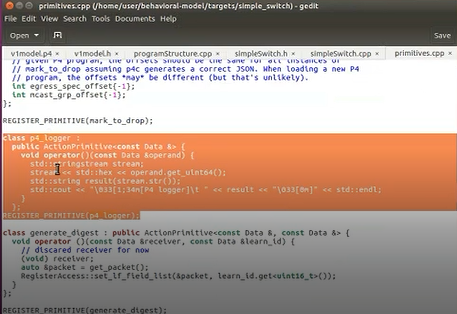 primitives.cpp (/home/user/behavioral-model/targets/simple_switch) - gedit
File Edit View Search Tools Documents Help
Open Save
v1model.p4 v1model.h programStructure.cpp simpleSwitch.h simpleSwitch.cpp primitives.cpp
// given P4 program, the offsets should be the same for all instances of
// mark_to_drop assuming p4c generates a correct JSON. When loading a new P4
// program, the offsets *may* be different (but that's unlikely).
int egress_spec_offset{-1};
int mcast_grp_offset{-1};
};
REGISTER_PRIMITIVE(mark_to_drop);
class p4_logger :
public ActionPrimitive<const Data &> {
void operator()(const Data &operand) {
std::stringstream stream;
stream << std::hex << operand.get_uint64();
std::string result(stream.str());
std::cout << "\033[1;34m[P4 logger]\t " << result << "\033[0m" << std::endl;
}
};
REGISTER_PRIMITIVE(p4_logger);
class generate_digest : public ActionPrimitive<const Data &, const Data &> {
void operator ()(const Data &receiver, const Data &learn_id) {
// discared receiver for now
(void) receiver;
auto &packet = get_packet();
RegisterAccess::set_lf_field_list(&packet, learn_id.get<uint16_t>());
}
};
REGISTER_PRIMITIVE(generate_digest);